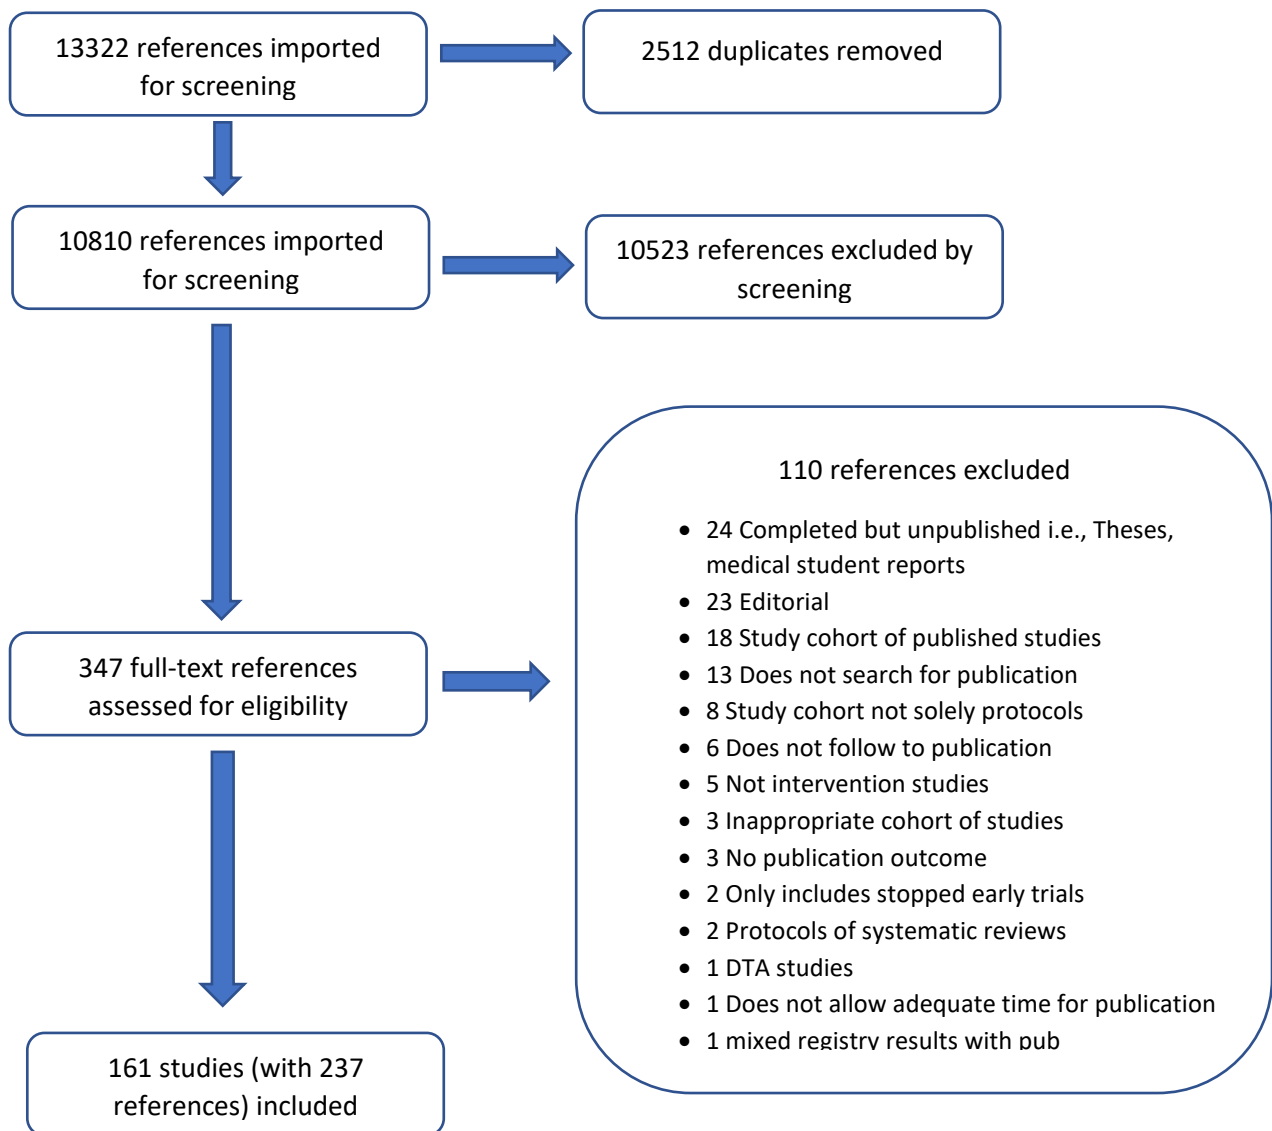 13322 references imported
for screening
2512 duplicates removed
10810 references imported
for screening
10523 references excluded by
screening
347 full-text references
assessed for eligibility
110 references excluded
• 24 Completed but unpublished i.e., Theses,
medical student reports
• 23 Editorial
• 18 Study cohort of published studies
• 13 Does not search for publication
• 8 Study cohort not solely protocols
• 6 Does not follow to publication
• 5 Not intervention studies
• 3 Inappropriate cohort of studies
• 3 No publication outcome
• 2 Only includes stopped early trials
• 2 Protocols of systematic reviews
• 1 DTA studies
• 1 Does not allow adequate time for publication
• 1 mixed registry results with pub
161 studies (with 237
references) included